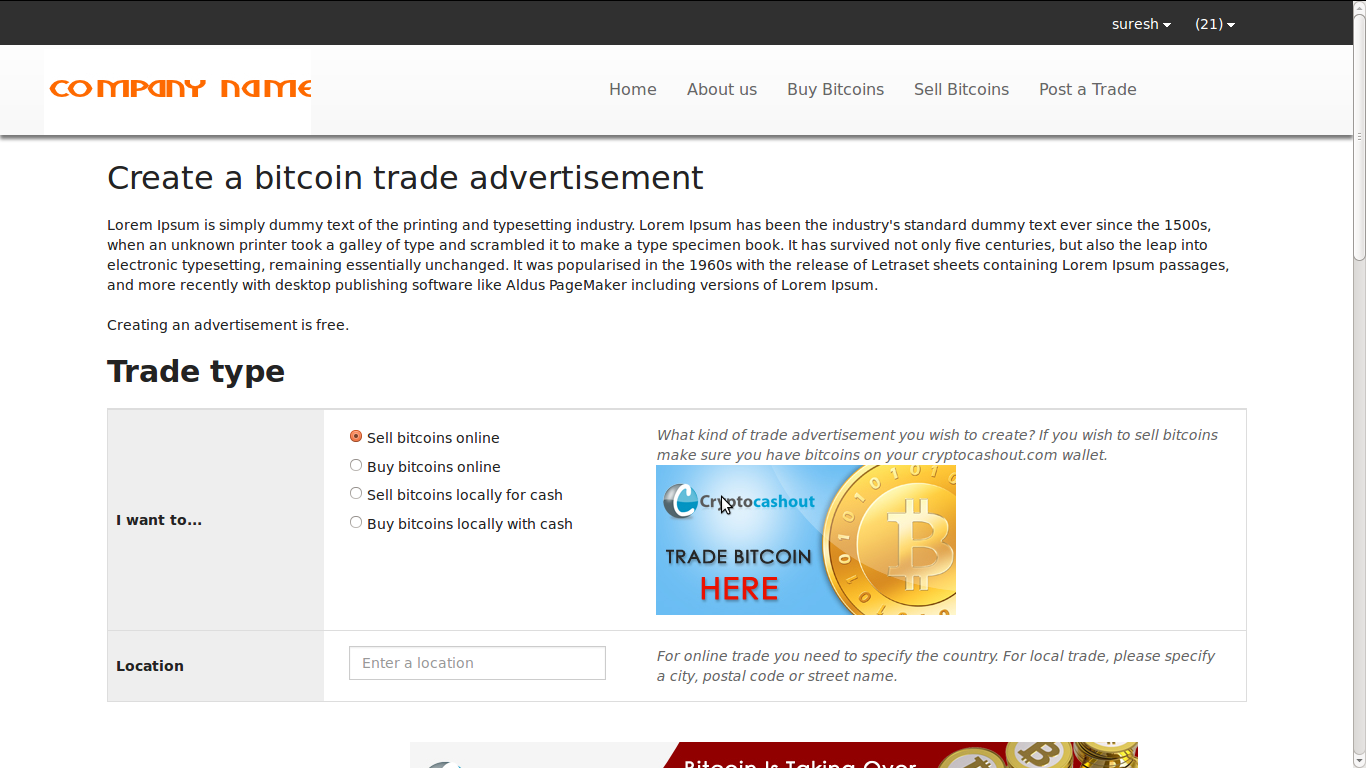 suresh (21)
COMPANY NAME
Home About us Buy Bitcoins Sell Bitcoins Post a Trade
Create a bitcoin trade advertisement
Lorem Ipsum is simply dummy text of the printing and typesetting industry. Lorem Ipsum has been the industry's standard dummy text ever since the 1500s,
when an unknown printer took a galley of type and scrambled it to make a type specimen book. It has survived not only five centuries, but also the leap into
electronic typesetting, remaining essentially unchanged. It was popularised in the 1960s with the release of Letraset sheets containing Lorem Ipsum passages,
and more recently with desktop publishing software like Aldus PageMaker including versions of Lorem Ipsum.
Creating an advertisement is free.
Trade type
I want to...
Sell bitcoins online
Buy bitcoins online
Sell bitcoins locally for cash
Buy bitcoins locally with cash
What kind of trade advertisement you wish to create? If you wish to sell bitcoins
make sure you have bitcoins on your cryptocashout.com wallet.
Cryptocashout
TRADE BITCOIN
HERE
Location
Enter a location
For online trade you need to specify the country. For local trade, please specify
a city, postal code or street name.
Bitcoin Is Taking Over